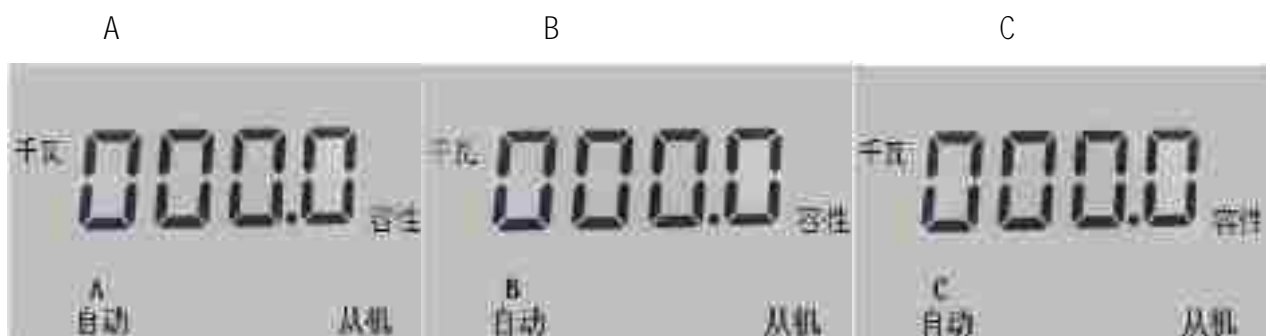 A B C
千瓦 000.0 容性 千瓦 000.0 容性 千瓦 000.0 容性
A B C
自动 从机 自动 从机 自动 从机